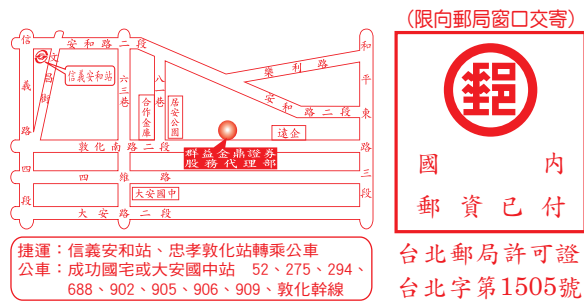 信義路四段
安和路二段
和平東路三段
樂利路
文昌街
信義安和站
六三巷
八一巷
合作金庫
居安公園
安和路二段
遠企
敦化南路二段
群益金鼎證券
股務代理部
四維路
大安國中
大安路二段
捷運：信義安和站、忠孝敦化站轉乘公車
公車：成功國宅或大安國中站 52、275、294、
688、902、905、906、909、敦化幹線
(限向郵局窗口交寄)
郵
國內
郵資已付
台北郵局許可證
台北字第1505號